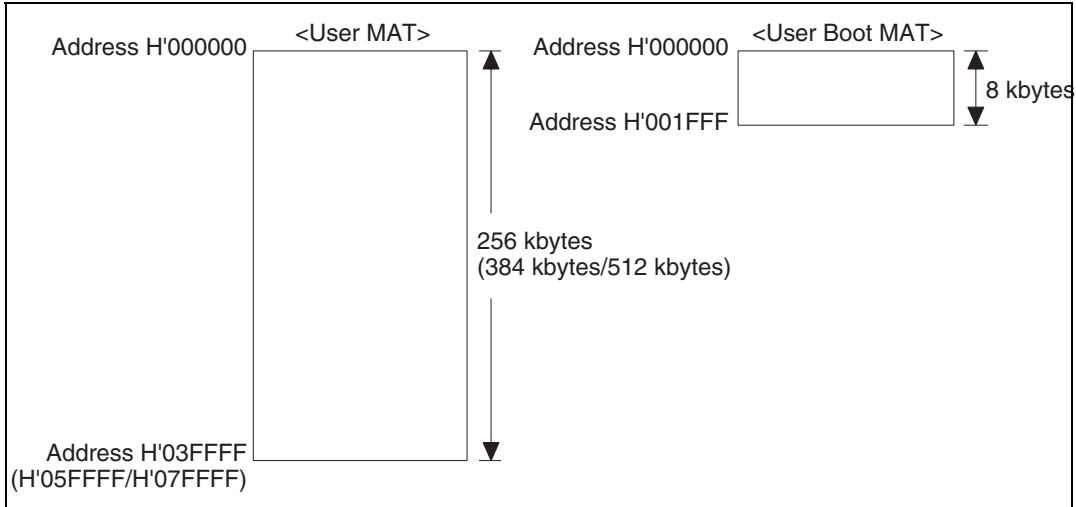 <User MAT>
Address H'000000
256 kbytes
(384 kbytes/512 kbytes)
Address H'03FFFF
(H'05FFFF/H'07FFFF)
<User Boot MAT>
Address H'000000
8 kbytes
Address H'001FFF